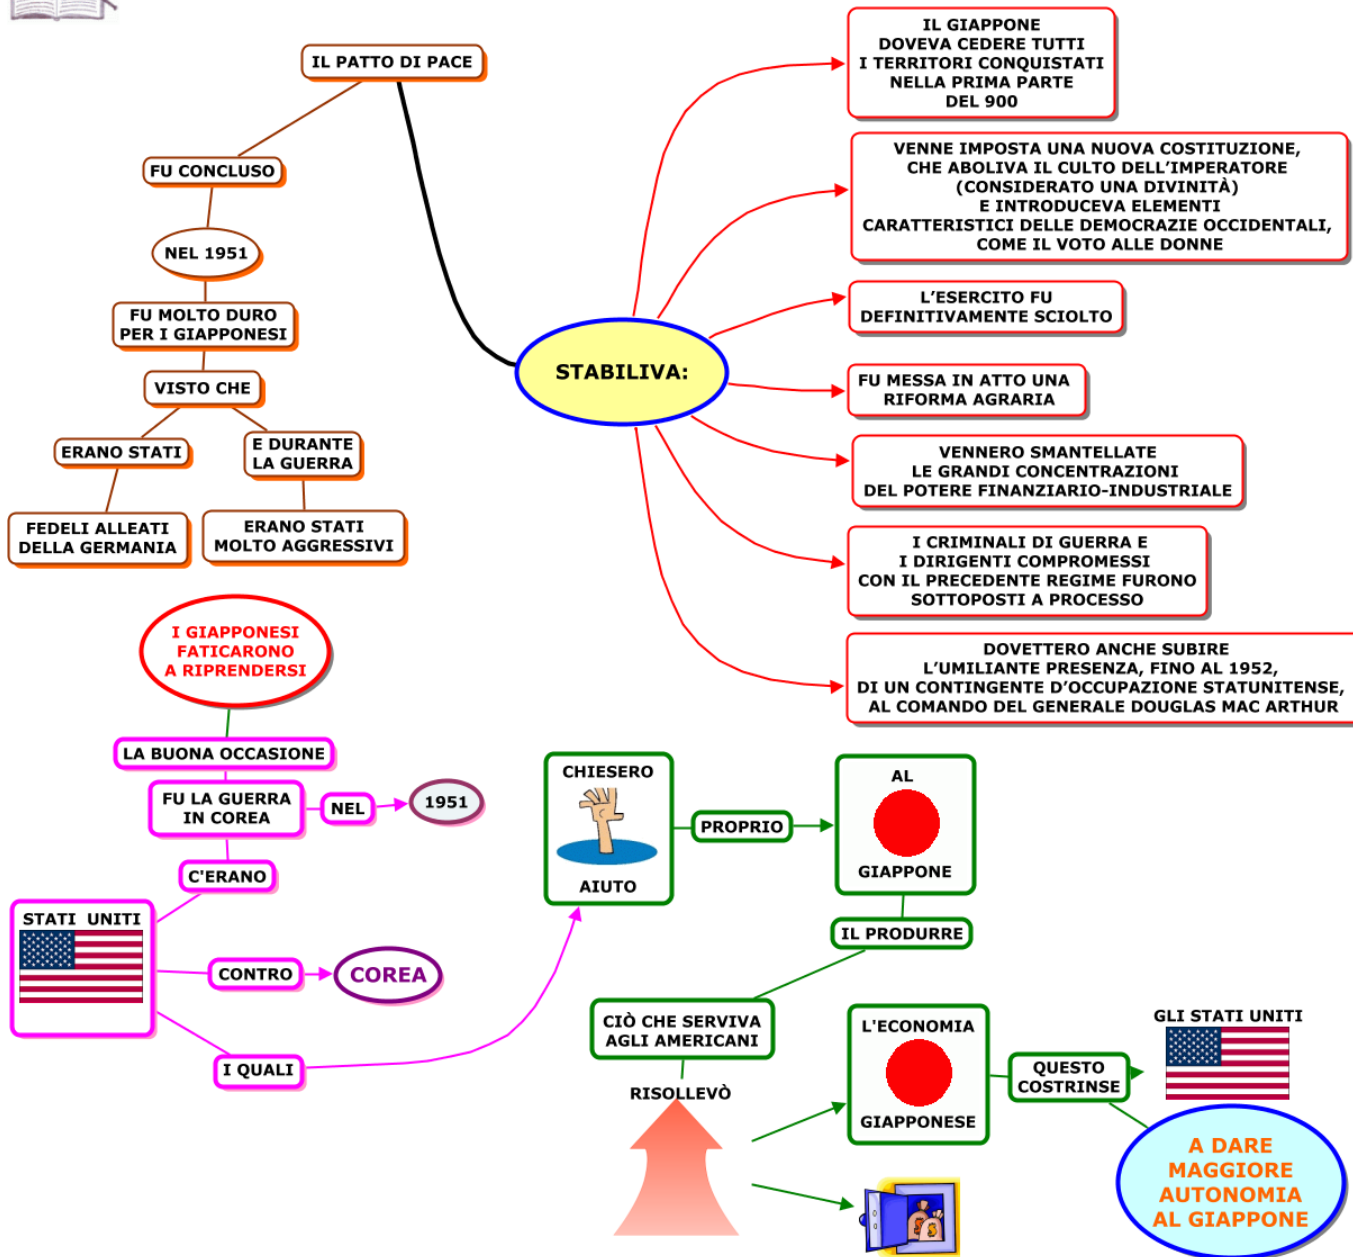 IL PATTO DI PACE
FU CONCLUSO
NEL 1951
FU MOLTO DURO
PER I GIAPPONESI
VISTO CHE
ERANO STATI
FEDELI ALLEATI
DELLA GERMANIA
E DURANTE
LA GUERRA
ERANO STATI
MOLTO AGGRESSIVI
STABILIVA:
IL GIAPPONE
DOVEVA CEDERE TUTTI
I TERRITORI CONQUISTATI
NELLA PRIMA PARTE
DEL 900
VENNE IMPOSTA UNA NUOVA COSTITUZIONE,
CHE ABOLIVA IL CULTO DELL'IMPERATORE
(CONSIDERATO UNA DIVINITÀ)
E INTRODUCEVA ELEMENTI
CARATTERISTICI DELLE DEMOCRAZIE OCCIDENTALI,
COME IL VOTO ALLE DONNE
L'ESERCITO FU
DEFINITIVAMENTE SCIOLTO
FU MESSA IN ATTO UNA
RIFORMA AGRARIA
VENNERO SMANTELLATE
LE GRANDI CONCENTRAZIONI
DEL POTERE FINANZIARIO-INDUSTRIALE
I CRIMINALI DI GUERRA E
I DIRIGENTI COMPROMESSI
CON IL PRECEDENTE REGIME FURONO
SOTTOPOSTI A PROCESSO
DOVETTERO ANCHE SUBIRE
L'UMILIANTE PRESENZA, FINO AL 1952,
DI UN CONTINGENTE D'OCCUPAZIONE STATUNITENSE,
AL COMANDO DEL GENERALE DOUGLAS MAC ARTHUR
I GIAPPONESI
FATICARONO
A RIPRENDERSI
LA BUONA OCCASIONE
FU LA GUERRA
IN COREA
NEL
1951
C'ERANO
STATI UNITI
CONTRO
COREA
I QUALI
CHIESERO
AIUTO
PROPRIO
AL
GIAPPONE
IL PRODURRE
CIÒ CHE SERVIVA
AGLI AMERICANI
RISOLLEVÒ
L'ECONOMIA
GIAPPONESE
QUESTO
COSTRINSE
GLI STATI UNITI
A DARE
MAGGIORE
AUTONOMIA
AL GIAPPONE